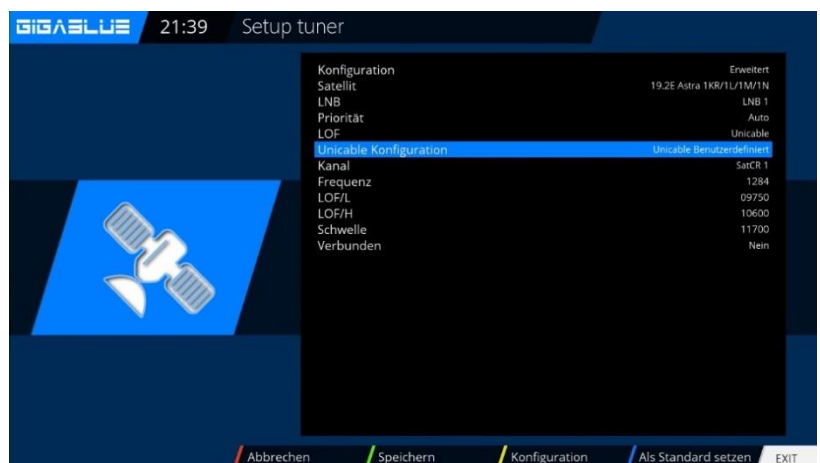 GIGABLUE 21:39 Setup tuner
Konfiguration Erweitert
Satellit 19.2E Astra 1KR/1L/1M/1N
LNB LNB 1
Priorität Auto
LOF Unicable
Unicable Konfiguration Unicable Benutzerdefiniert
Kanal SatCR 1
Frequenz 1284
LOF/L 09750
LOF/H 10600
Schwelle 11700
Verbunden Nein
Abbrechen Speichern Konfiguration Als Standard setzen EXIT